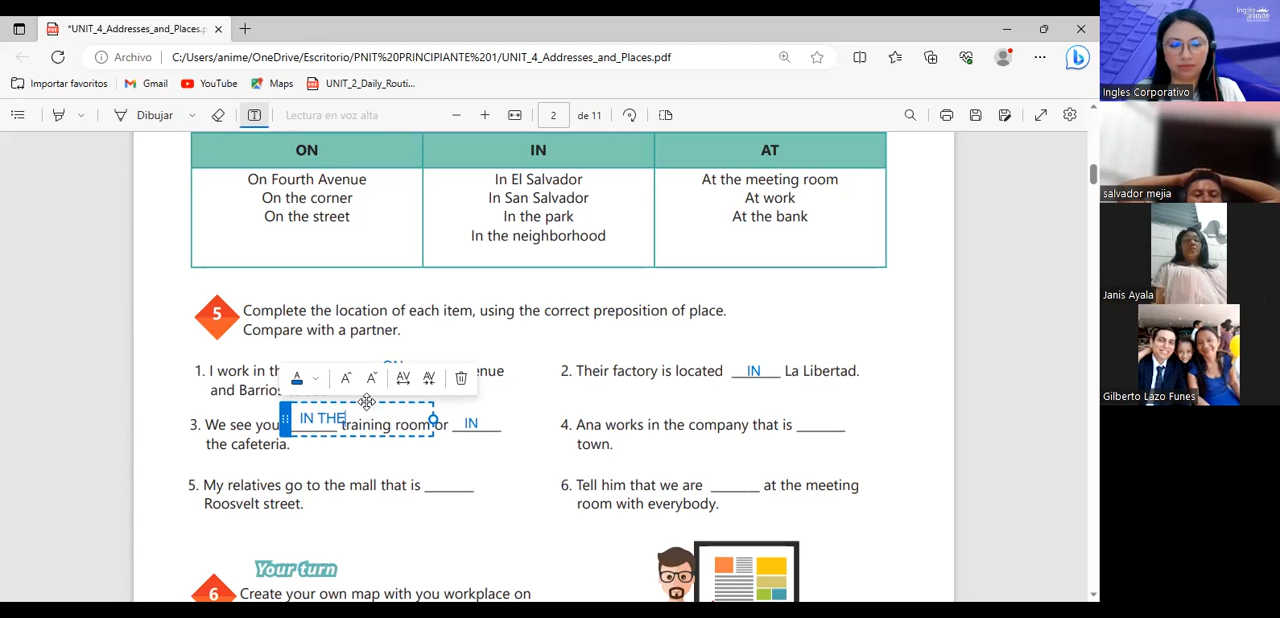 *UNIT_4_Addresses_and_Places.p
Archivo
C:/Users/anime/OneDrive/Escritorio/PNIT%20PRINCIPIANTE%201/UNIT_4_Addresses_and_Places.pdf
Importar favoritos
Gmail
YouTube
Maps
UNIT_2_Daily_Routi...
Dibujar
Lectura en voz alta
2
de 11
ON
IN
AT
On Fourth Avenue
On the corner
On the street
In El Salvador
In San Salvador
In the park
In the neighborhood
At the meeting room
At work
At the bank
5
Complete the location of each item, using the correct preposition of place.
Compare with a partner.
1. I work in th
enue
and Barrios
2. Their factory is located IN La Libertad.
3. We see you IN THE training room or IN
the cafeteria.
4. Ana works in the company that is ______
town.
5. My relatives go to the mall that is ______
Roosvelt street.
6. Tell him that we are ______ at the meeting
room with everybody.
Your turn
6
Create your own map with you workplace on
Ingles Corporativo
salvador mejia
Janis Ayala
Gilberto Lazo Funes